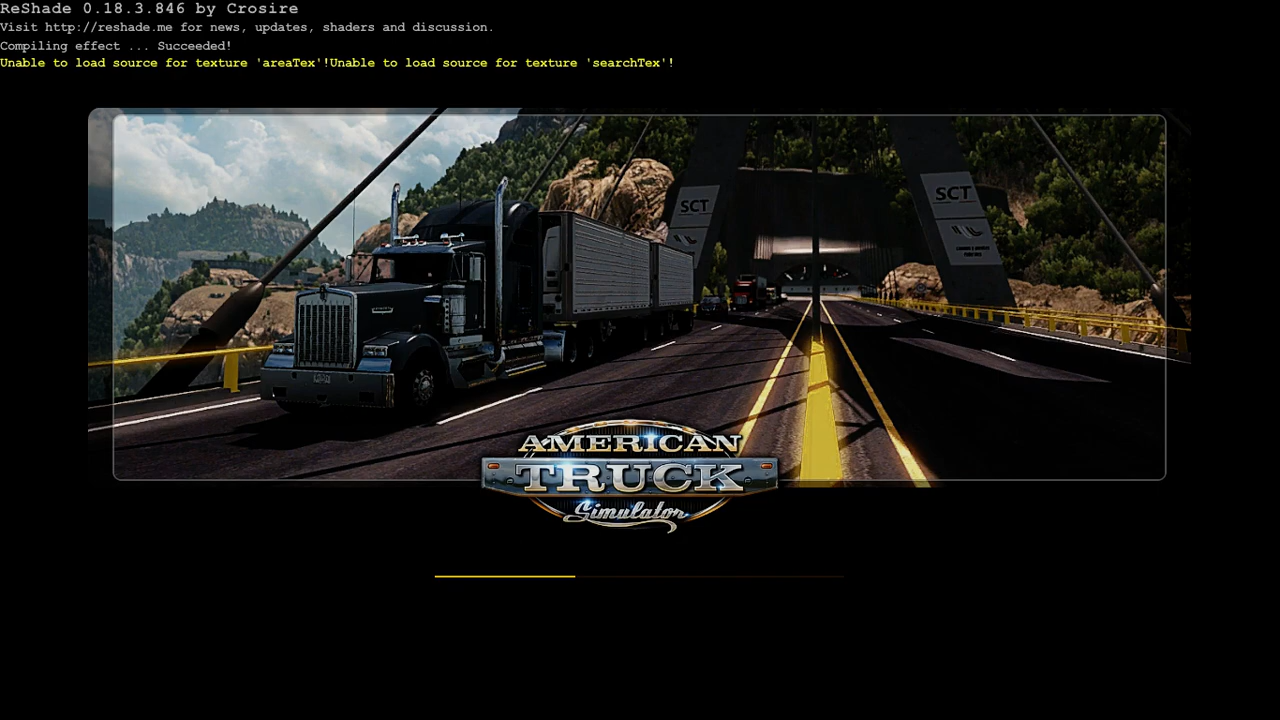 ReShade 0.18.3.846 by Crosire
Visit http://reshade.me for news, updates, shaders and discussion.
Compiling effect ... Succeeded!
Unable to load source for texture 'areaTex'!Unable to load source for texture 'searchTex'!
SCT
SCT
AMERICAN
TRUCK
Simulator